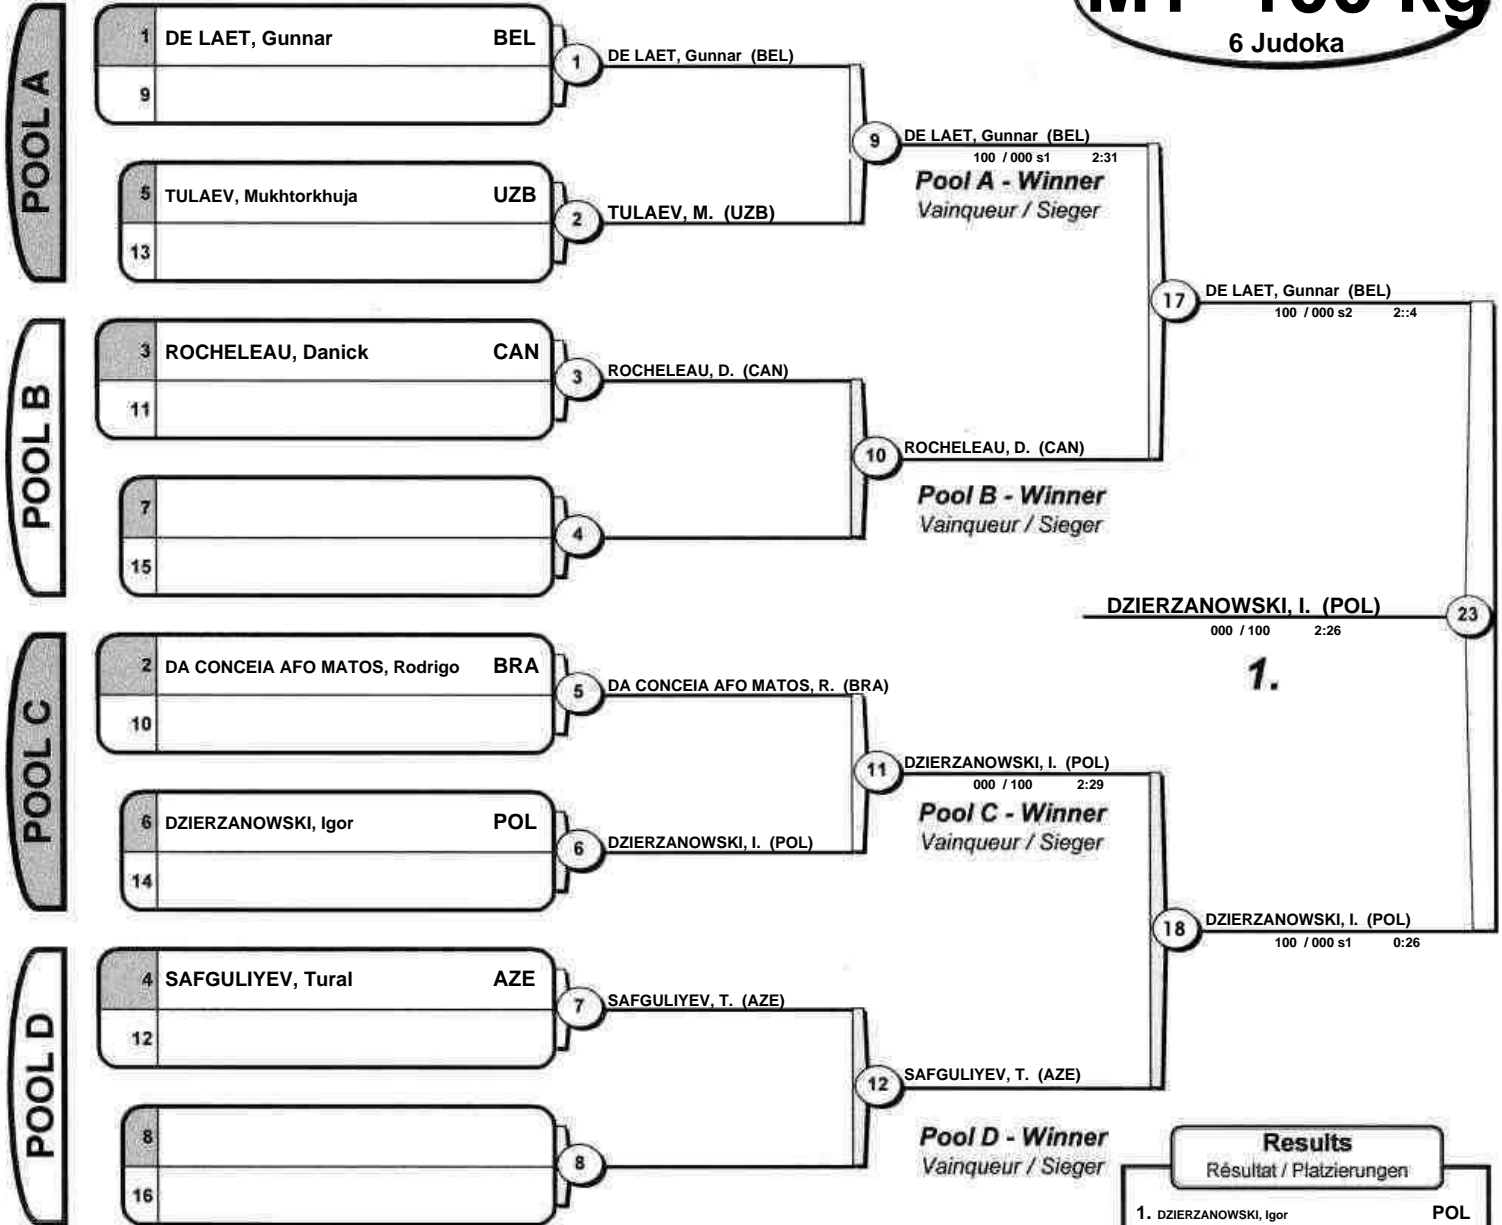 6 Judoka
POOL A
1 DE LAET, Gunnar BEL
9
1 DE LAET, Gunnar (BEL)
5 TULAEV, Mukhtorkhuja UZB
13
2 TULAEV, M. (UZB)
9 DE LAET, Gunnar (BEL)
100 / 000 s1 2:31
Pool A - Winner
Vainqueur / Sieger
POOL B
3 ROCHELEAU, Danick CAN
11
3 ROCHELEAU, D. (CAN)
7
15
4
10 ROCHELEAU, D. (CAN)
Pool B - Winner
Vainqueur / Sieger
17 DE LAET, Gunnar (BEL)
100 / 000 s2 2::4
POOL C
2 DA CONCEIA AFO MATOS, Rodrigo BRA
10
5 DA CONCEIA AFO MATOS, R. (BRA)
6 DZIERZANOWSKI, Igor POL
14
6 DZIERZANOWSKI, I. (POL)
11 DZIERZANOWSKI, I. (POL)
000 / 100 2:29
Pool C - Winner
Vainqueur / Sieger
POOL D
4 SAFGULIYEV, Tural AZE
12
7 SAFGULIYEV, T. (AZE)
8
16
8
12 SAFGULIYEV, T. (AZE)
Pool D - Winner
Vainqueur / Sieger
18 DZIERZANOWSKI, I. (POL)
100 / 000 s1 0:26
DZIERZANOWSKI, I. (POL) 23
000 / 100 2:26
1.
Results
Résultat / Platzierungen
1. DZIERZANOWSKI, Igor POL